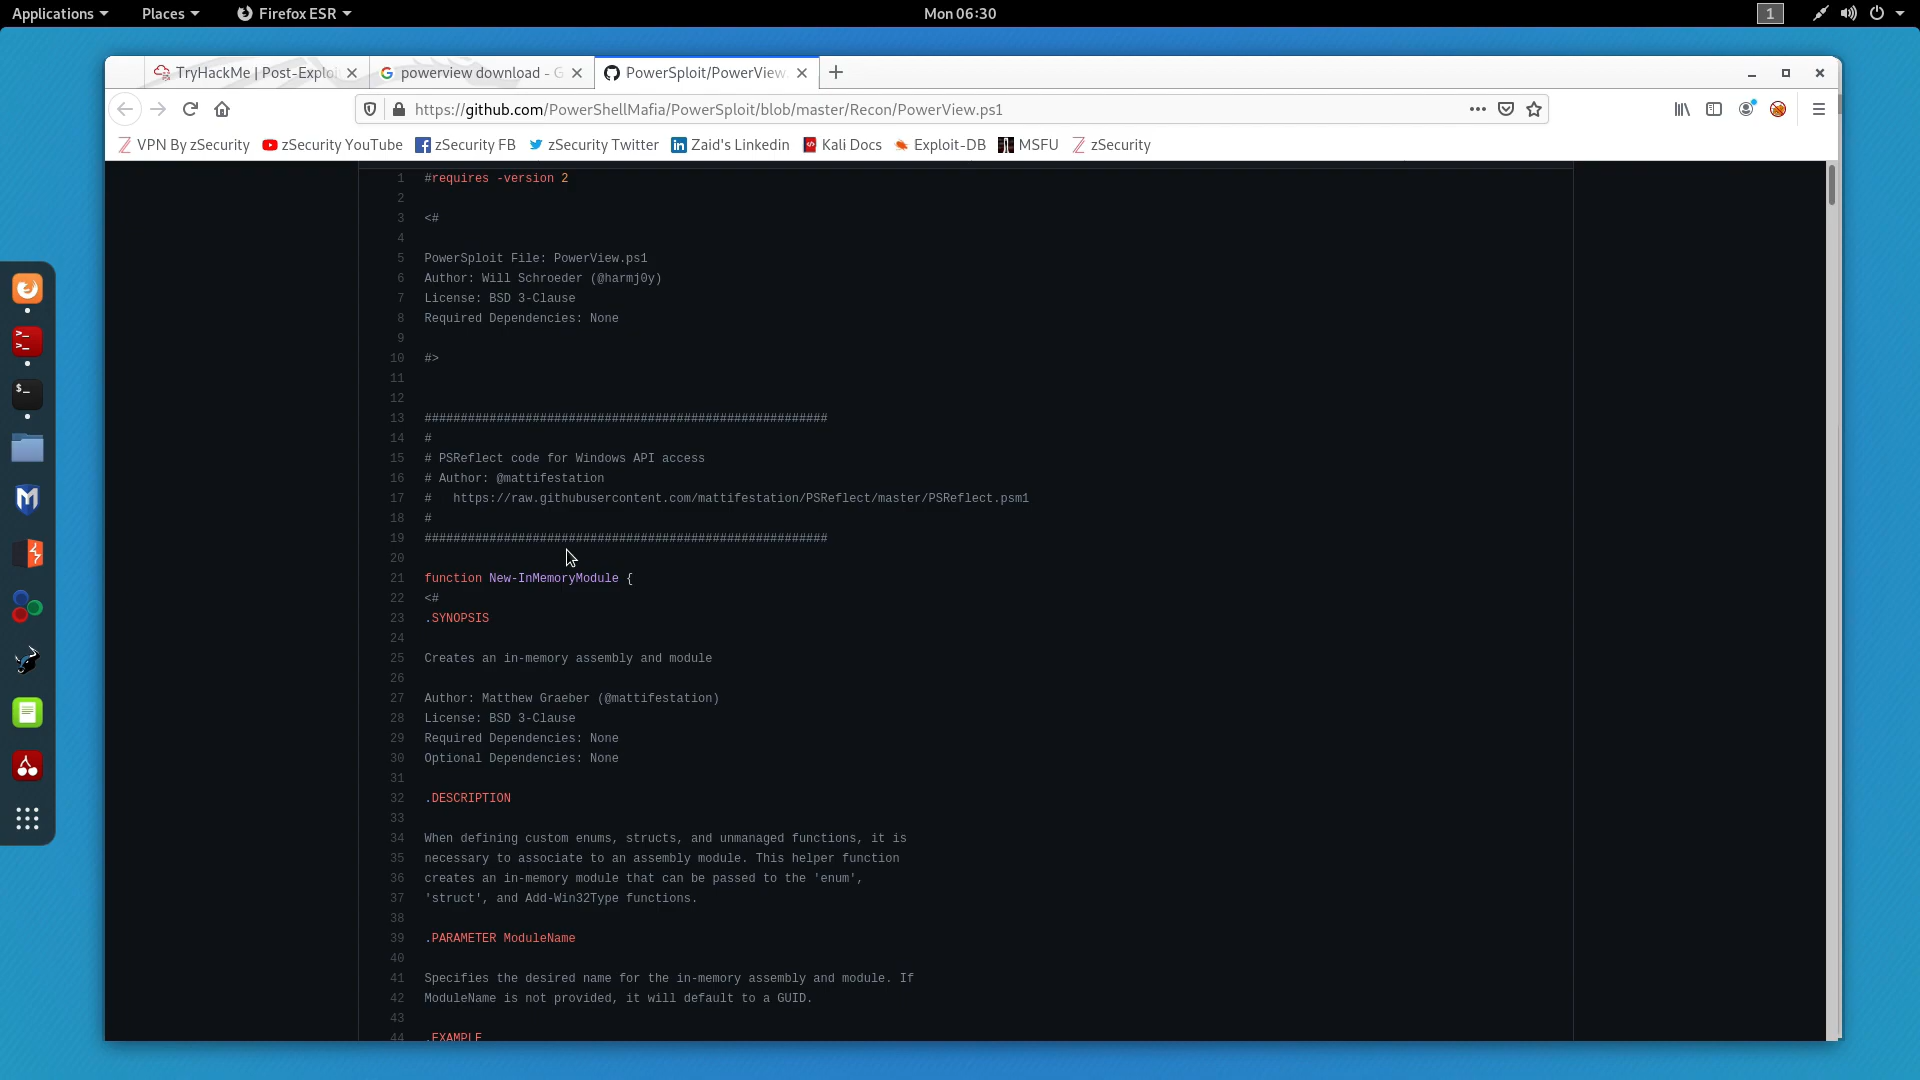 Applications Places Firefox ESR Mon 06:30 1
TryHackMe | Post-Exploi powerview download - G PowerSploit/PowerView.
https://github.com/PowerShellMafia/PowerSploit/blob/master/Recon/PowerView.ps1
VPN By zSecurity zSecurity YouTube zSecurity FB zSecurity Twitter Zaid's Linkedin Kali Docs Exploit-DB MSFU zSecurity
1 #requires -version 2
2
3 <#
4
5 PowerSploit File: PowerView.ps1
6 Author: Will Schroeder (@harmj0y)
7 License: BSD 3-Clause
8 Required Dependencies: None
9
10 #>
11
12
13 ########################################################
14 #
15 # PSReflect code for Windows API access
16 # Author: @mattifestation
17 #   https://raw.githubusercontent.com/mattifestation/PSReflect/master/PSReflect.psm1
18 #
19 ########################################################
20
21 function New-InMemoryModule {
22 <#
23 .SYNOPSIS
24
25 Creates an in-memory assembly and module
26
27 Author: Matthew Graeber (@mattifestation)
28 License: BSD 3-Clause
29 Required Dependencies: None
30 Optional Dependencies: None
31
32 .DESCRIPTION
33
34 When defining custom enums, structs, and unmanaged functions, it is
35 necessary to associate to an assembly module. This helper function
36 creates an in-memory module that can be passed to the 'enum',
37 'struct', and Add-Win32Type functions.
38
39 .PARAMETER ModuleName
40
41 Specifies the desired name for the in-memory assembly and module. If
42 ModuleName is not provided, it will default to a GUID.
43
44 .EXAMPLE